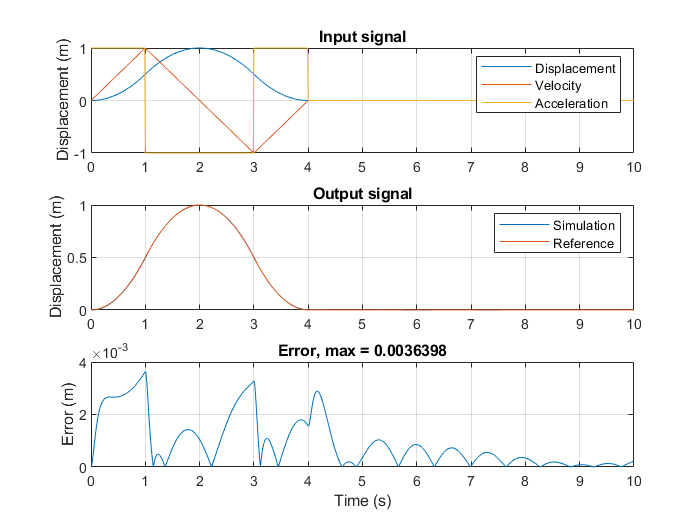 Input signal
Displacement (m)
1
0
-1
Displacement
Velocity
Acceleration
0 1 2 3 4 5 6 7 8 9 10
Output signal
Displacement (m)
1
0.5
0
Simulation
Reference
0 1 2 3 4 5 6 7 8 9 10
Error, max = 0.0036398
×10-3
Error (m)
4
2
0
0 1 2 3 4 5 6 7 8 9 10
Time (s)